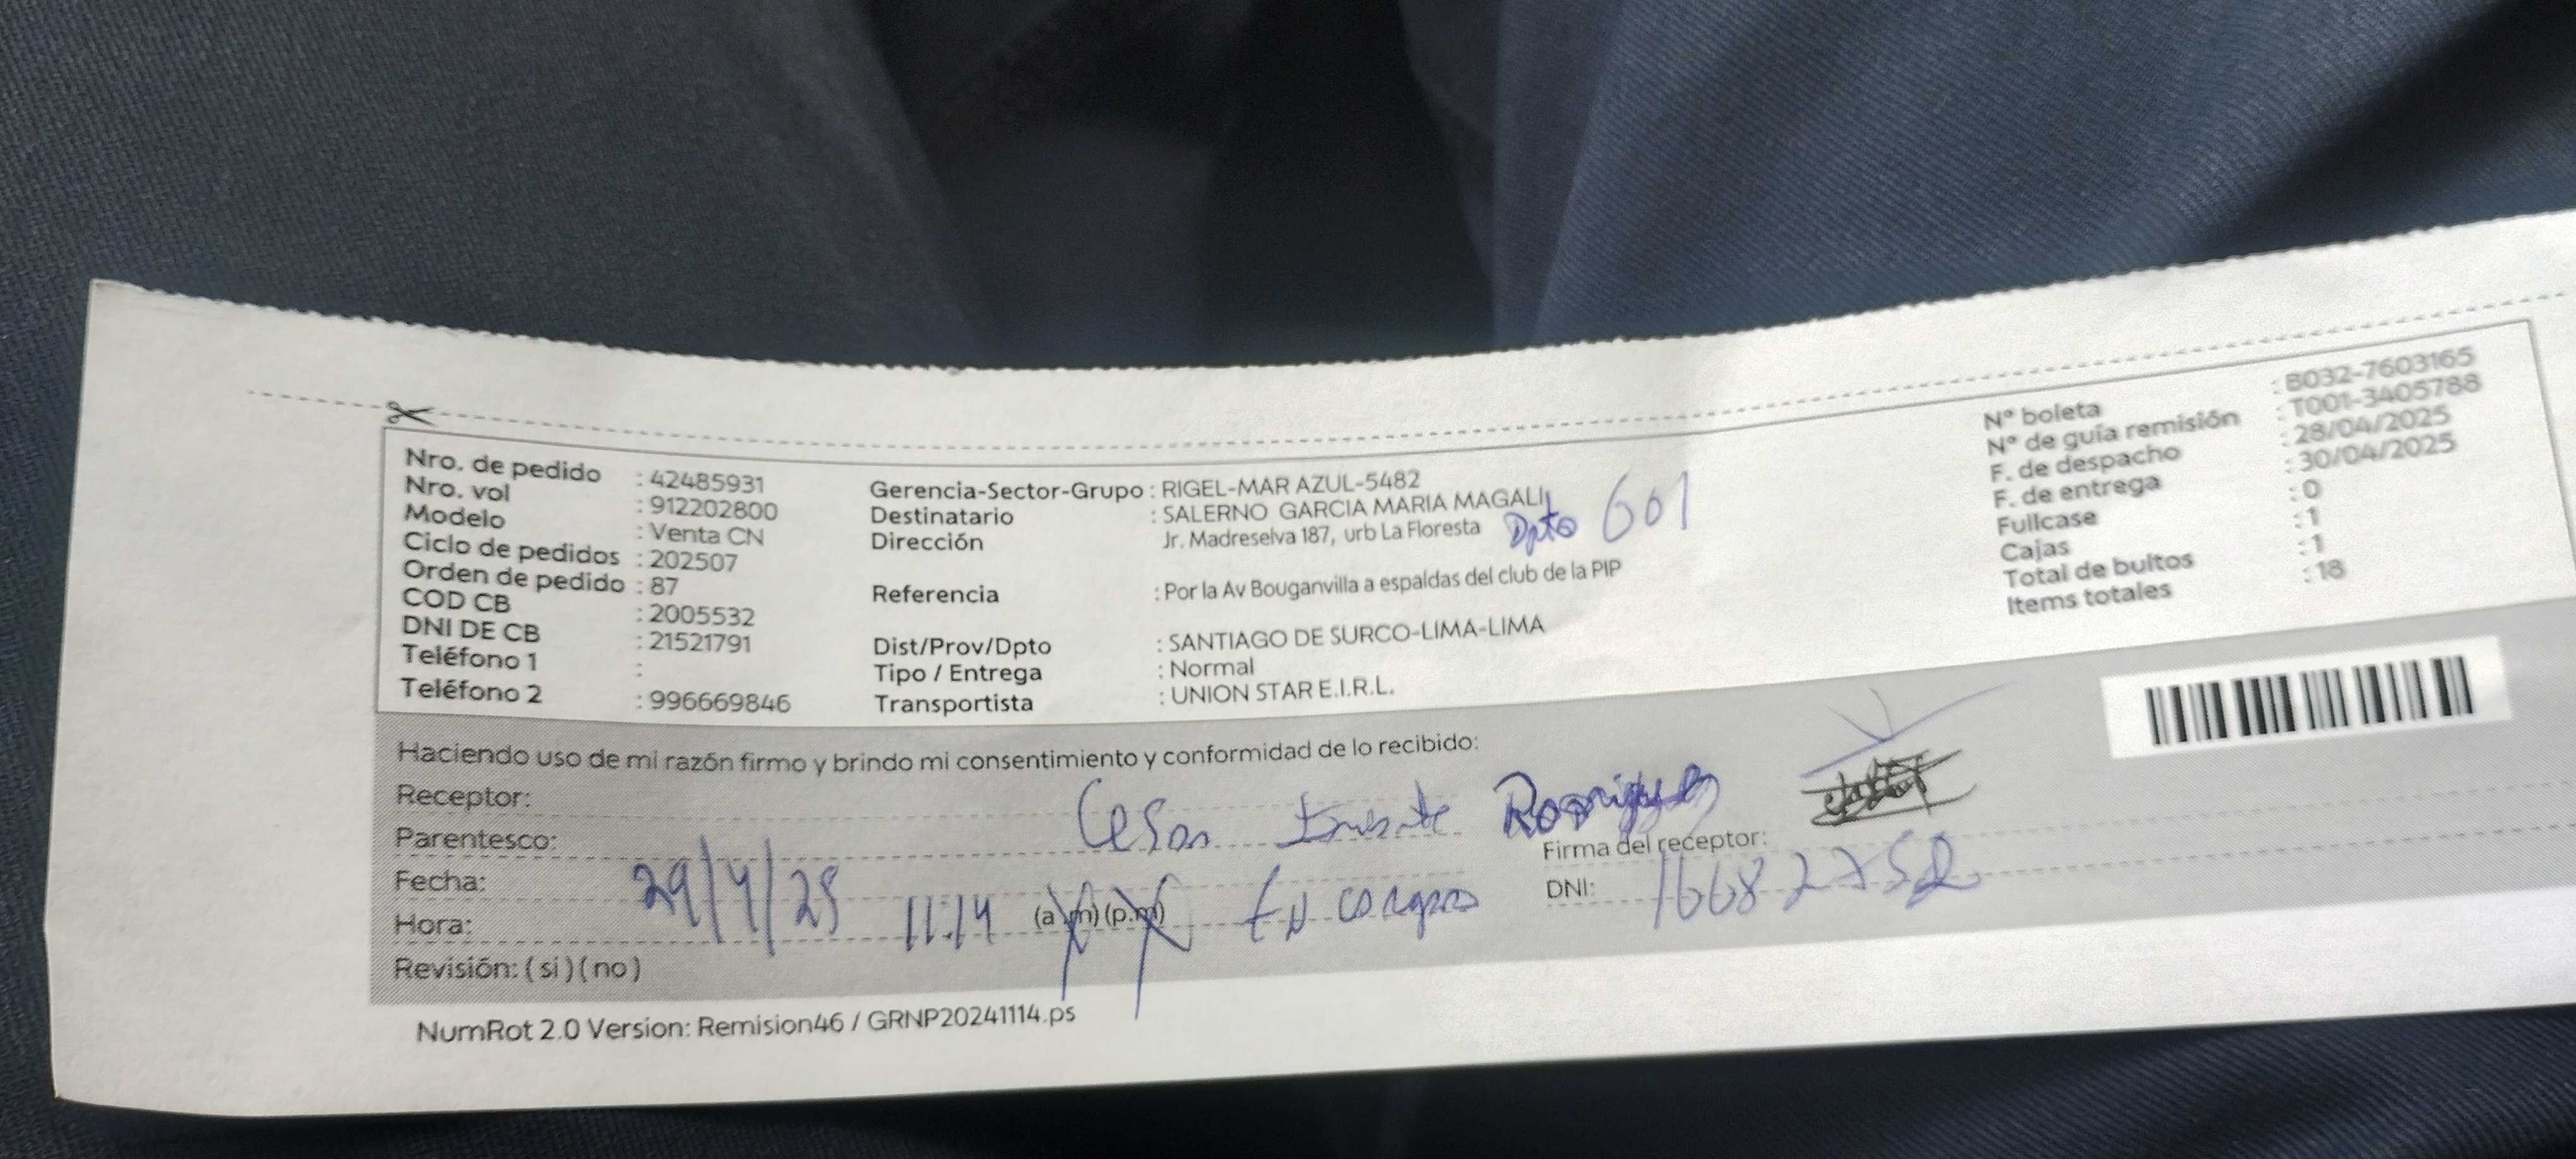 Nro. de pedido : 42485931
Nro. vol : 912202800
Modelo : Venta CN
Ciclo de pedidos : 202507
Orden de pedido : 87
COD CB : 2005532
DNI DE CB : 21521791
Teléfono 1 :
Teléfono 2 : 996669846
Gerencia-Sector-Grupo : RIGEL-MAR AZUL-5482
Destinatario : SALERNO GARCIA MARIA MAGALI
Dirección Jr. Madreselva 187, urb La Floresta Dpto 601
Referencia : Por la Av Bouganvilla a espaldas del club de la PIP
Dist/Prov/Dpto : SANTIAGO DE SURCO-LIMA-LIMA
Tipo / Entrega : Normal
Transportista : UNION STAR E.I.R.L.
N° boleta : B032-7603165
N° de guía remisión : T001-3405788
F. de despacho : 28/04/2025
F. de entrega : 30/04/2025
Fullcase : 0
Cajas : 1
Total de bultos : 1
Items totales : 18
Haciendo uso de mi razón firmo y brindo mi consentimiento y conformidad de lo recibido:
Receptor: Cesar Rodriguez
Parentesco:
Fecha: 29/4/25
Hora: 11:14 (a.m) (p.m)
Revisión: ( si ) ( no )
Firma del receptor:
DNI: 16682752
NumRot 2.0 Version: Remision46 / GRNP20241114.ps